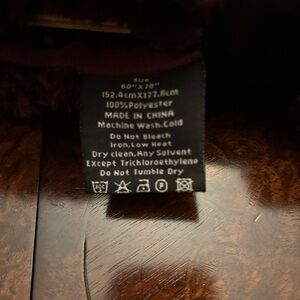 Size
60"X70"
152.4cmX177.8cm
100%Polyester
MADE IN CHINA
Machine Wash.Cold
Do Not Bleach
Iron,Low Heat
Dry clean,Any Solvent
Except Trichloroethylene
Do Not Tumble Dry